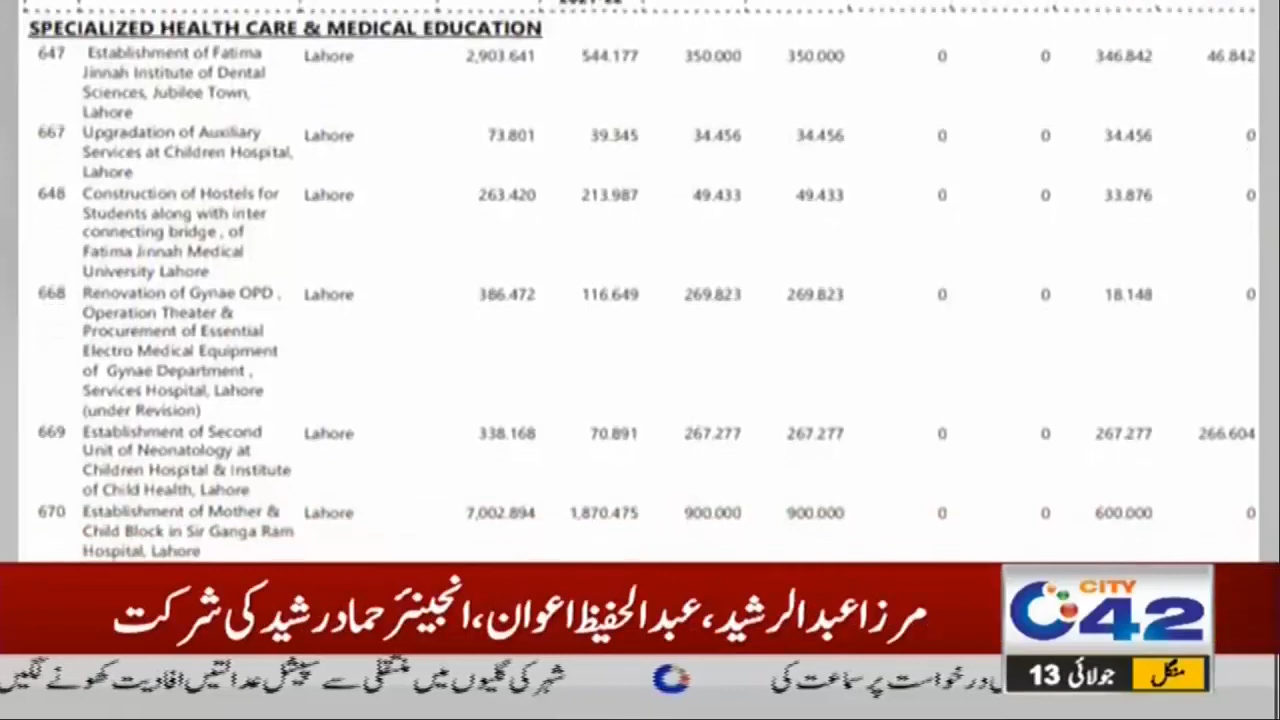 2021-22
SPECIALIZED HEALTH CARE & MEDICAL EDUCATION
647 Establishment of Fatima Lahore 2,903.641 544.177 350.000 350.000 0 0 346.842 46.842
Jinnah Institute of Dental
Sciences, Jubilee Town,
Lahore
667 Upgradation of Auxiliary Lahore 73.801 39.345 34.456 34.456 0 0 34.456 0
Services at Children Hospital,
Lahore
648 Construction of Hostels for Lahore 263.420 213.987 49.433 49.433 0 0 33.876 0
Students along with inter
connecting bridge , of
Fatima Jinnah Medical
University Lahore
668 Renovation of Gynae OPD , Lahore 386.472 116.649 269.823 269.823 0 0 18.148 0
Operation Theater &
Procurement of Essential
Electro Medical Equipment
of Gynae Department ,
Services Hospital, Lahore
(under Revision)
669 Establishment of Second Lahore 338.168 70.891 267.277 267.277 0 0 267.277 266.604
Unit of Neonatology at
Children Hospital & Institute
of Child Health, Lahore
670 Establishment of Mother & Lahore 7,002.894 1,870.475 900.000 900.000 0 0 600.000 0
Child Block in Sir Ganga Ram
Hospital, Lahore
مرزا عبدالرشید، عبدالحفیظ اعوان، انجینئر حماد رشید کی شرکت
CITY
42
درخواست پر سماعت کی
شہر کی گلیوں میں منتقلی سے سپیشل عدالتیں افادیت کھونے لگیں
منگل 13 جولائی